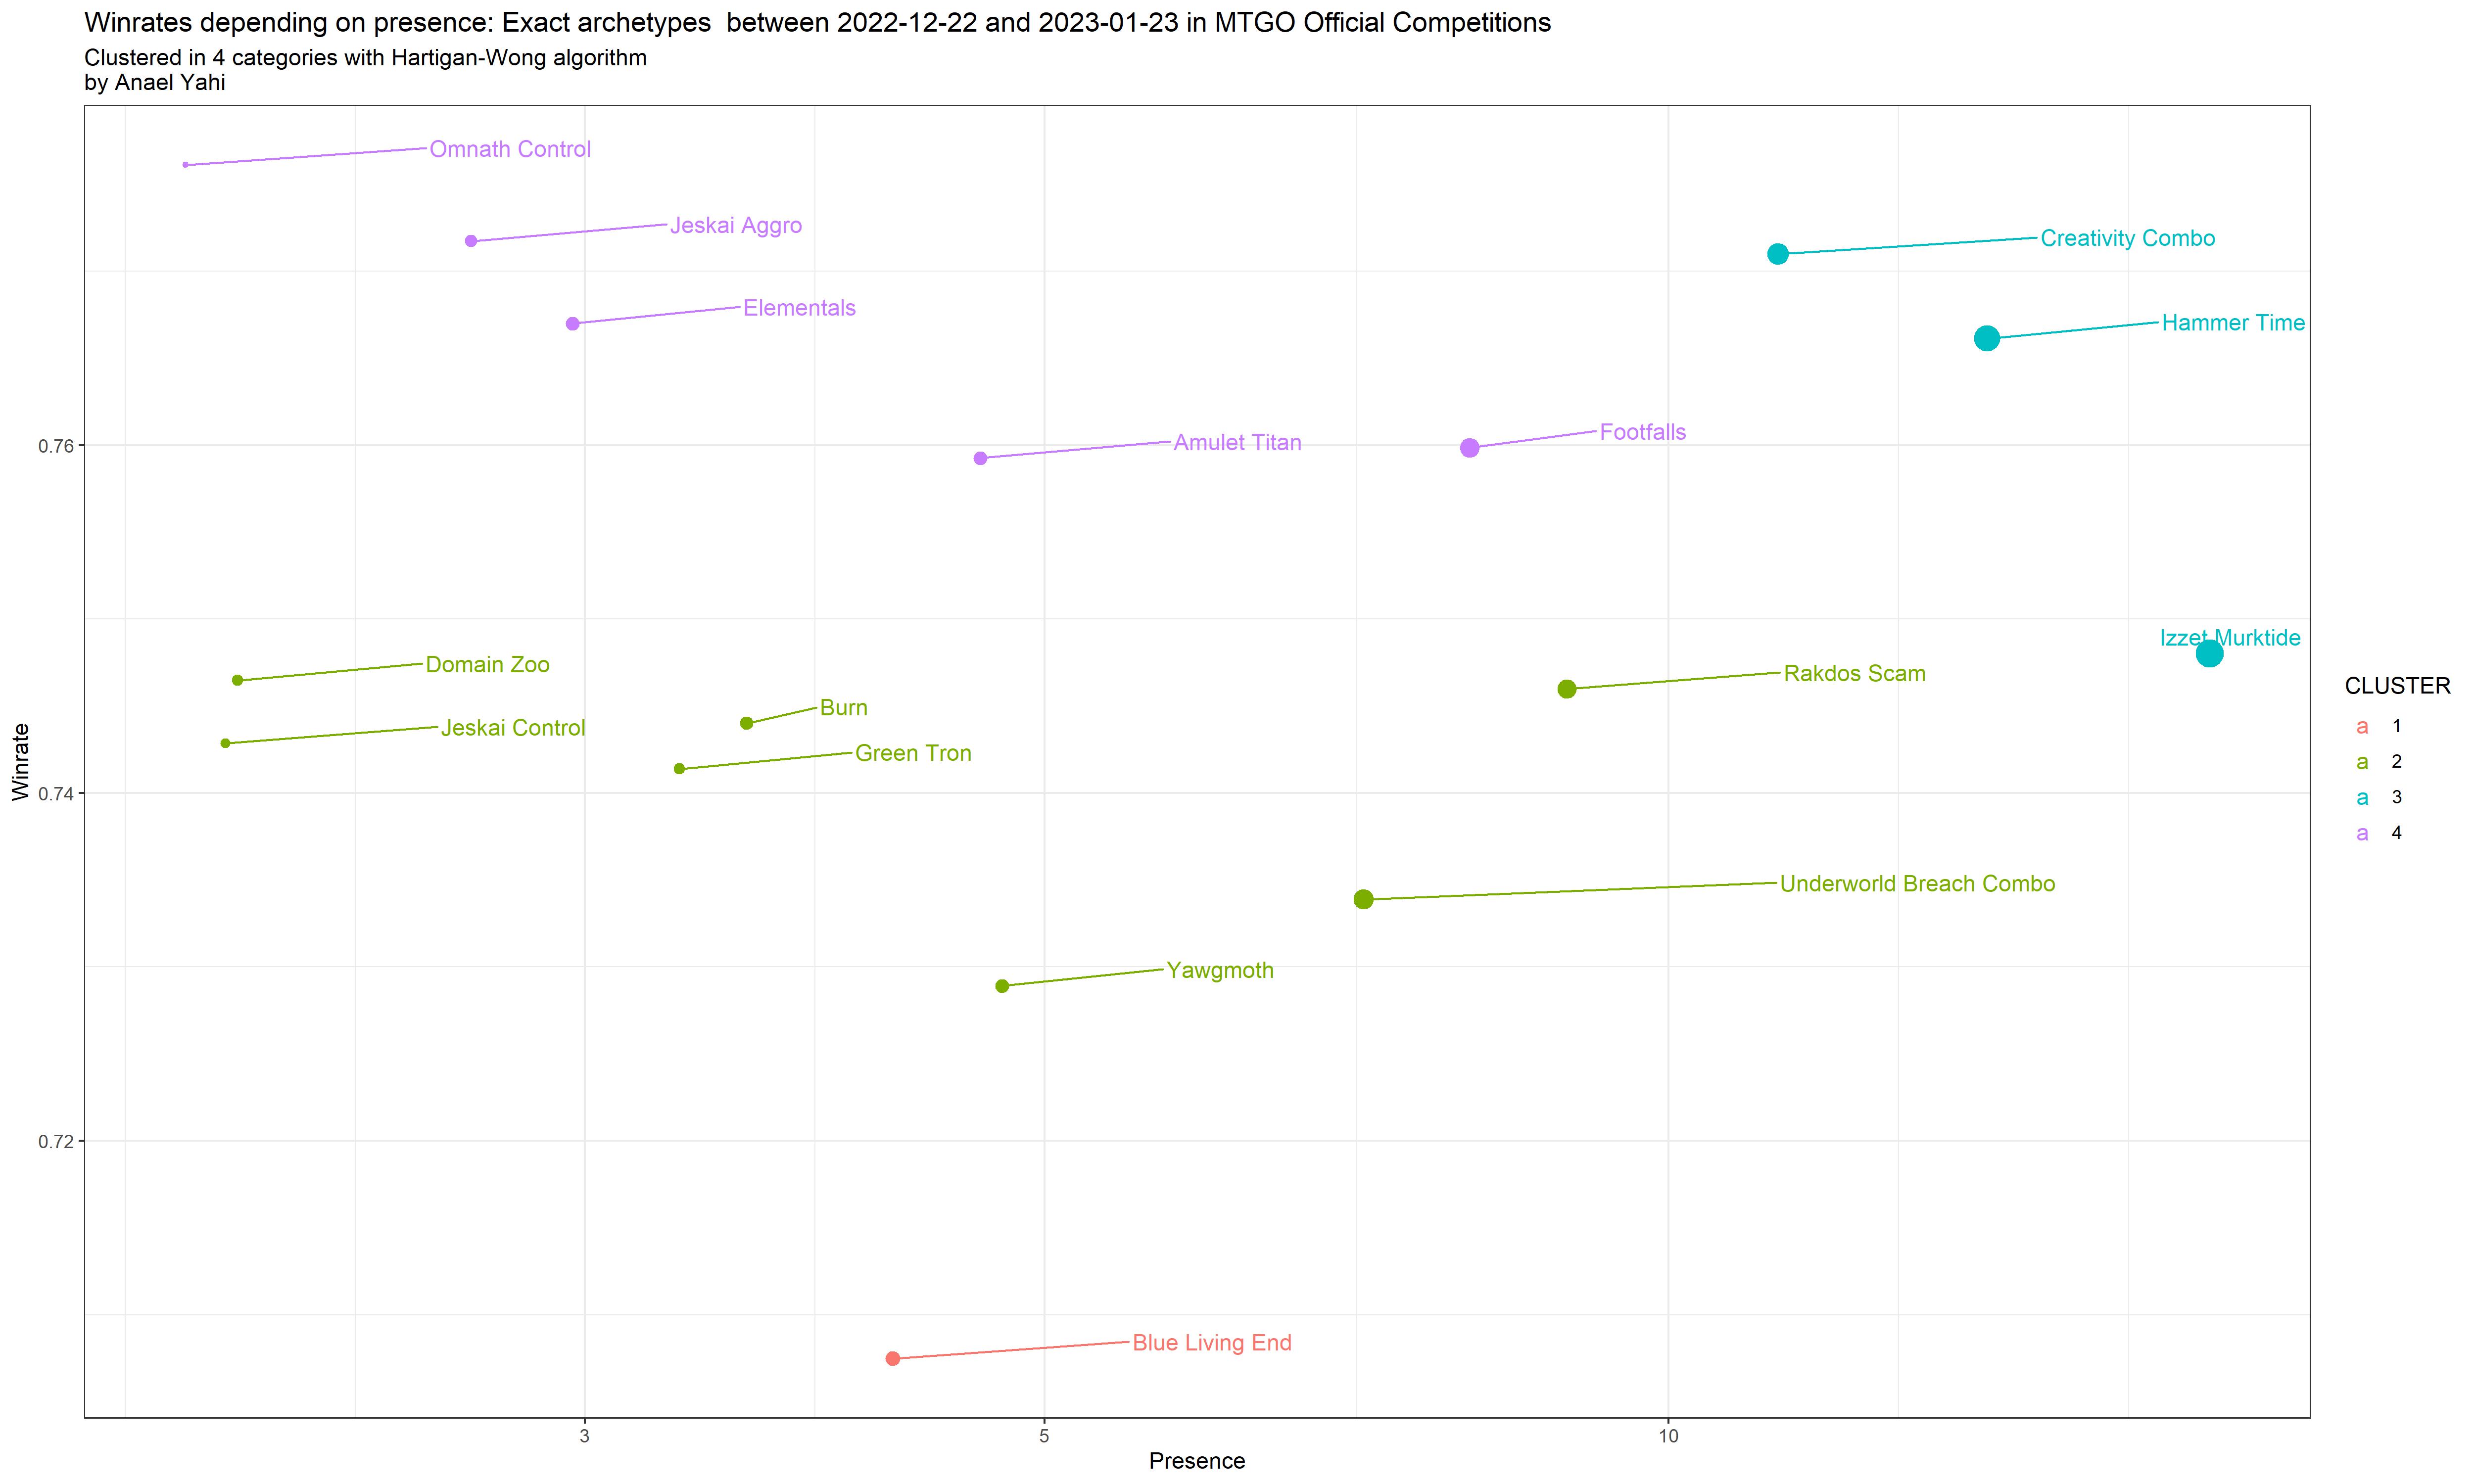 Winrates depending on presence: Exact archetypes  between 2022-12-22 and 2023-01-23 in MTGO Official Competitions
Clustered in 4 categories with Hartigan-Wong algorithm
by Anael Yahi
Omnath Control
Jeskai Aggro
Creativity Combo
Elementals
Hammer Time
Footfalls
Amulet Titan
0.76
Izzet Murktide
Domain Zoo
Rakdos Scam
Burn
Jeskai Control
Green Tron
Winrate
0.74
Underworld Breach Combo
Yawgmoth
0.72
Blue Living End
3
5
10
Presence
CLUSTER
a 1
a 2
a 3
a 4